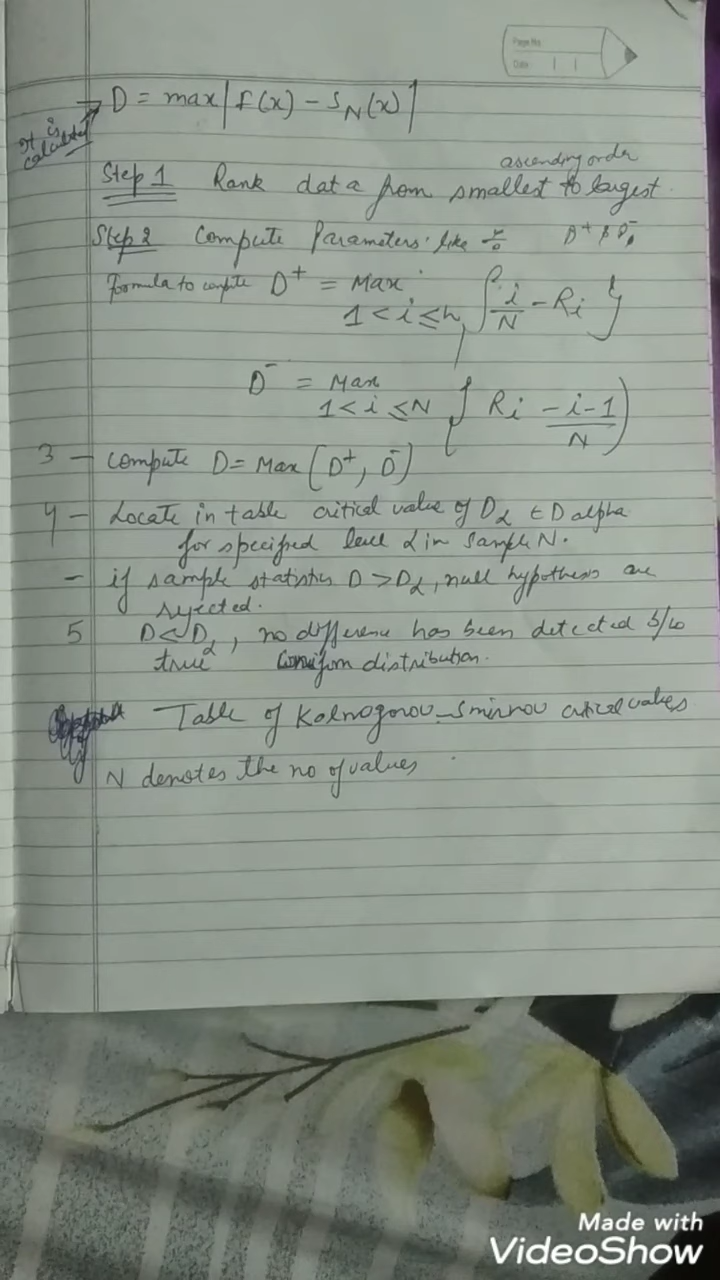 Page No.
Date:
D = max |F(x) - S_N(x)|
It is
calculated
ascending order
Step 1 Rank data from smallest to largest.
Step 2 Compute Parameters like D⁺ & D⁻
Formula to compute D⁺ = Max
1 < i ≤ n { i/N - Ri }
D⁻ = Max
1 < i ≤ N { Ri - i-1/N }
3 - Compute D = Max (D⁺, D⁻)
4 - Locate in table critical value of Dα D alpha
for specified level α in sample N.
- if sample statistics D > Dα, null hypothesis are
rejected.
5 D < Dα, no difference has been detected b/w
true uniform distribution.
Table of Kolmogorov-Smirnov critical values
N denotes the no of values
Made with
VideoShow